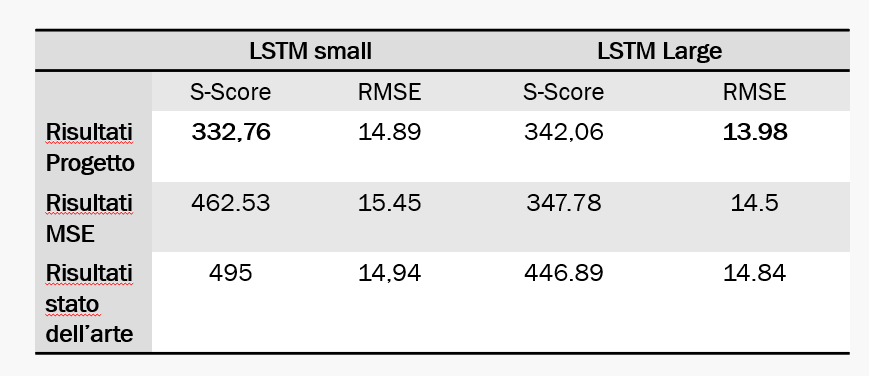 LSTM small LSTM Large
S-Score RMSE S-Score RMSE
Risultati 332,76 14.89 342,06 13.98
Progetto
Risultati 462.53 15.45 347.78 14.5
MSE
Risultati 495 14,94 446.89 14.84
stato
dell'arte